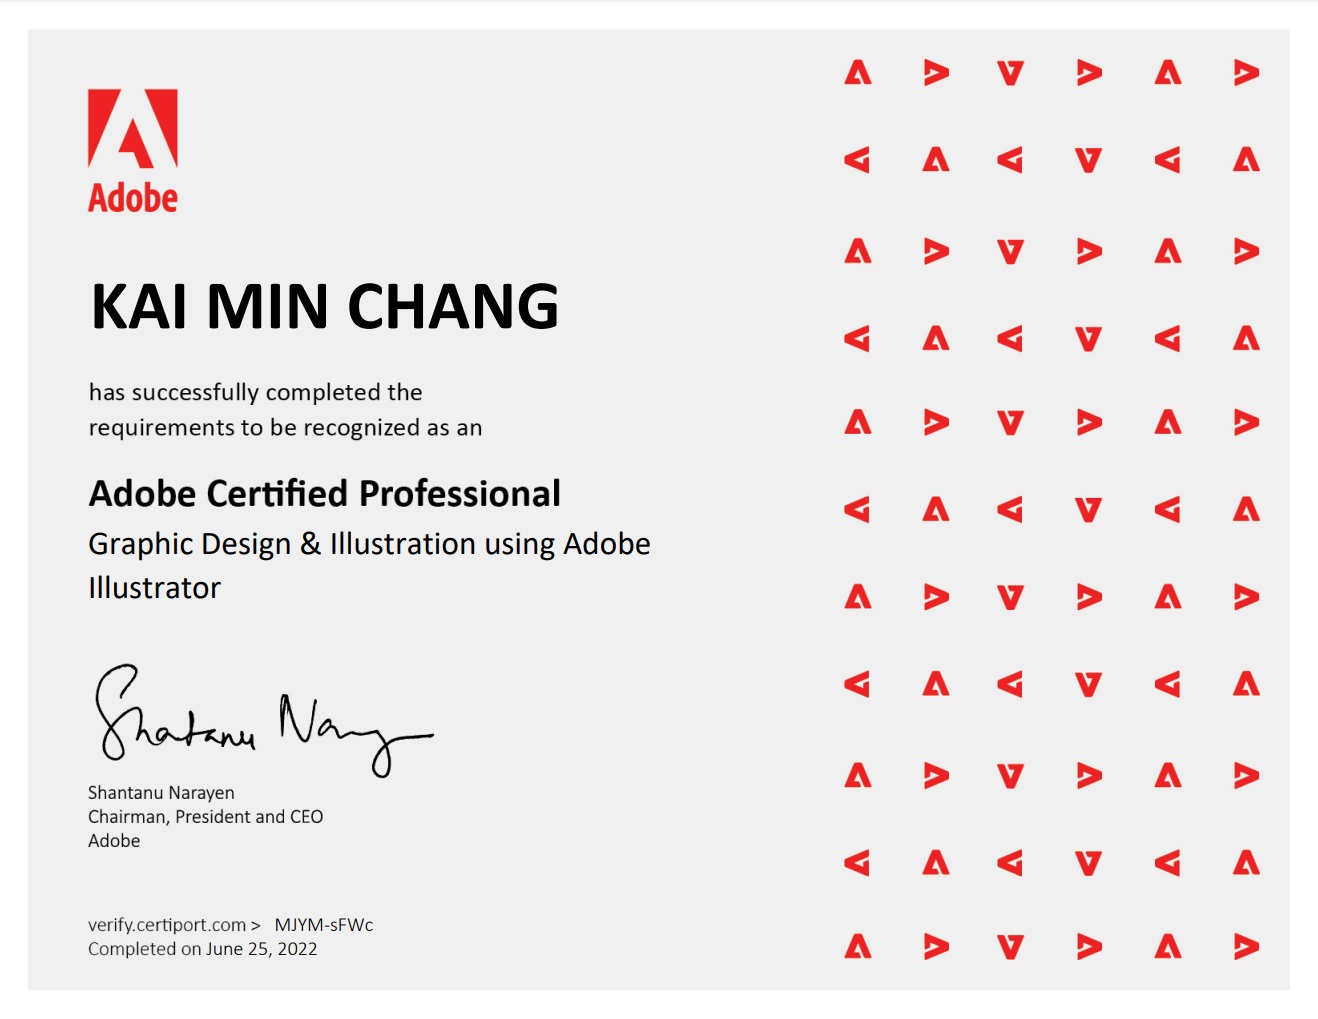 Adobe
KAI MIN CHANG
has successfully completed the
requirements to be recognized as an
Adobe Certified Professional
Graphic Design & Illustration using Adobe
Illustrator
Shantanu Narayen
Shantanu Narayen
Chairman, President and CEO
Adobe
verify.certiport.com > MJYM-sFWc
Completed on June 25, 2022